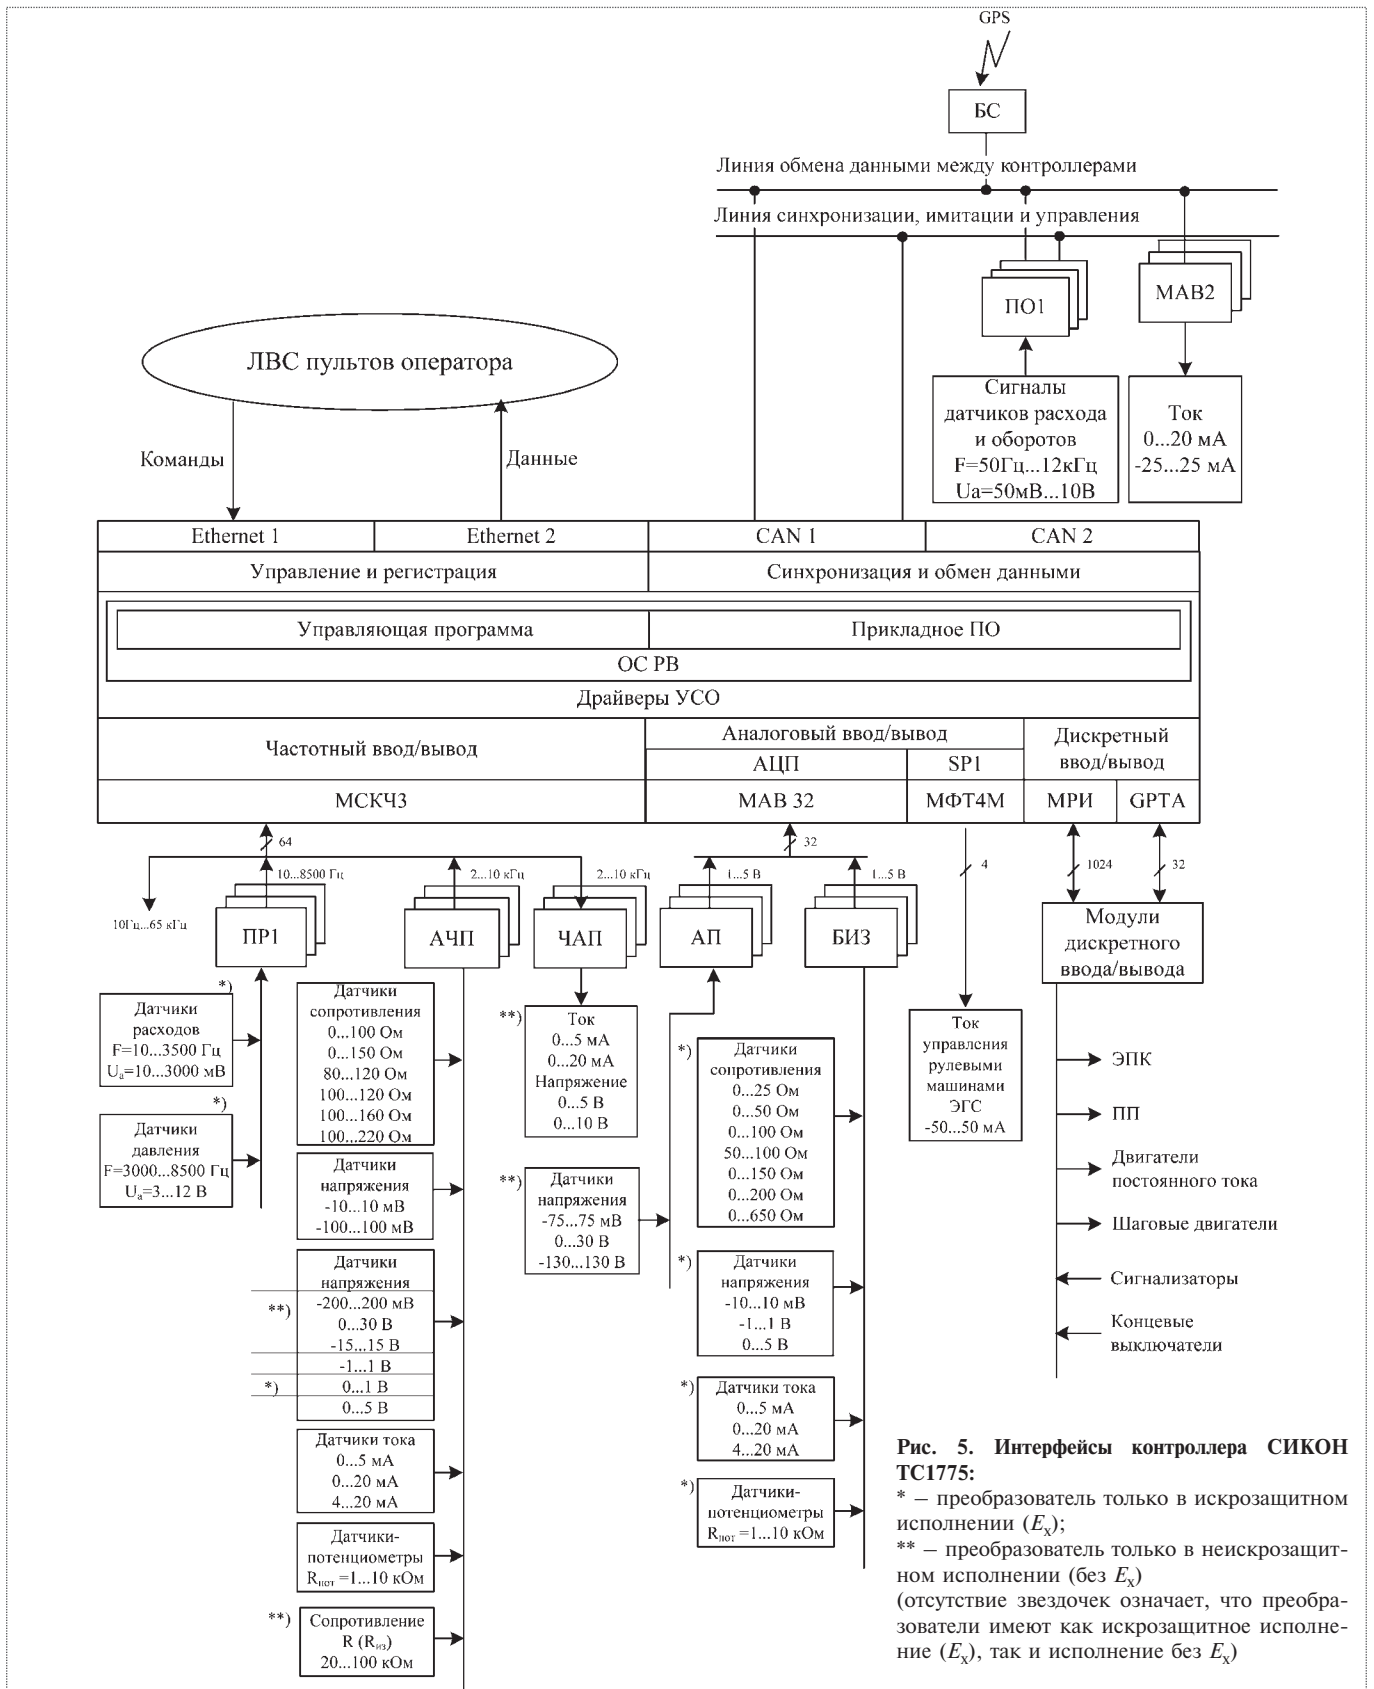 GPS
БС
Линия обмена данными между контроллерами
Линия синхронизации, имитации и управления
ПО1
МАВ2
ЛВС пультов оператора
Команды
Данные
Сигналы
датчиков расхода
и оборотов
F=50Гц...12кГц
Uа=50мВ...10В
Ток
0...20 мА
-25...25 мА
Ethernet 1
Ethernet 2
CAN 1
CAN 2
Управление и регистрация
Синхронизация и обмен данными
Управляющая программа
Прикладное ПО
ОС РВ
Драйверы УСО
Частотный ввод/вывод
Аналоговый ввод/вывод
Дискретный
ввод/вывод
АЦП
SP1
МСКЧ3
МАВ 32
МФТ4М
МРИ
GPTA
64
32
4
1024
32
10Гц...65 кГц
10...8500 Гц
ПР1
2...10 кГц
АЧП
2...10 кГц
ЧАП
1...5 В
АП
1...5 В
БИЗ
Модули
дискретного
ввода/вывода
*)
Датчики
расходов
F=10...3500 Гц
Uа=10...3000 мВ
*)
Датчики
давления
F=3000...8500 Гц
Uа=3...12 В
Датчики
сопротивления
0...100 Ом
0...150 Ом
80...120 Ом
100...120 Ом
100...160 Ом
100...220 Ом
Датчики
напряжения
-10...10 мВ
-100...100 мВ
Датчики
напряжения
**)
-200...200 мВ
0...30 В
-15...15 В
-1...1 В
*)
0...1 В
0...5 В
Датчики тока
0...5 мА
0...20 мА
4...20 мА
Датчики-
потенциометры
Rпот =1...10 кОм
**)
Сопротивление
R (Rиз)
20...100 кОм
**)
Ток
0...5 мА
0...20 мА
Напряжение
0...5 В
0...10 В
**)
Датчики
напряжения
-75...75 мВ
0...30 В
-130...130 В
*)
Датчики
сопротивления
0...25 Ом
0...50 Ом
0...100 Ом
50...100 Ом
0...150 Ом
0...200 Ом
0...650 Ом
*)
Датчики
напряжения
-10...10 мВ
-1...1 В
0...5 В
*)
Датчики тока
0...5 мА
0...20 мА
4...20 мА
*)
Датчики-
потенциометры
Rпот =1...10 кОм
Ток
управления
рулевыми
машинами
ЭГС
-50...50 мА
ЭПК
ПП
Двигатели
постоянного тока
Шаговые двигатели
Сигнализаторы
Концевые
выключатели
Рис. 5. Интерфейсы контроллера СИКОН
ТС1775:
* – преобразователь только в искрозащитном
исполнении (Ex);
** – преобразователь только в неискрозащит-
ном исполнении (без Ex)
(отсутствие звездочек означает, что преобра-
зователи имеют как искрозащитное исполне-
ние (Ex), так и исполнение без Ex)